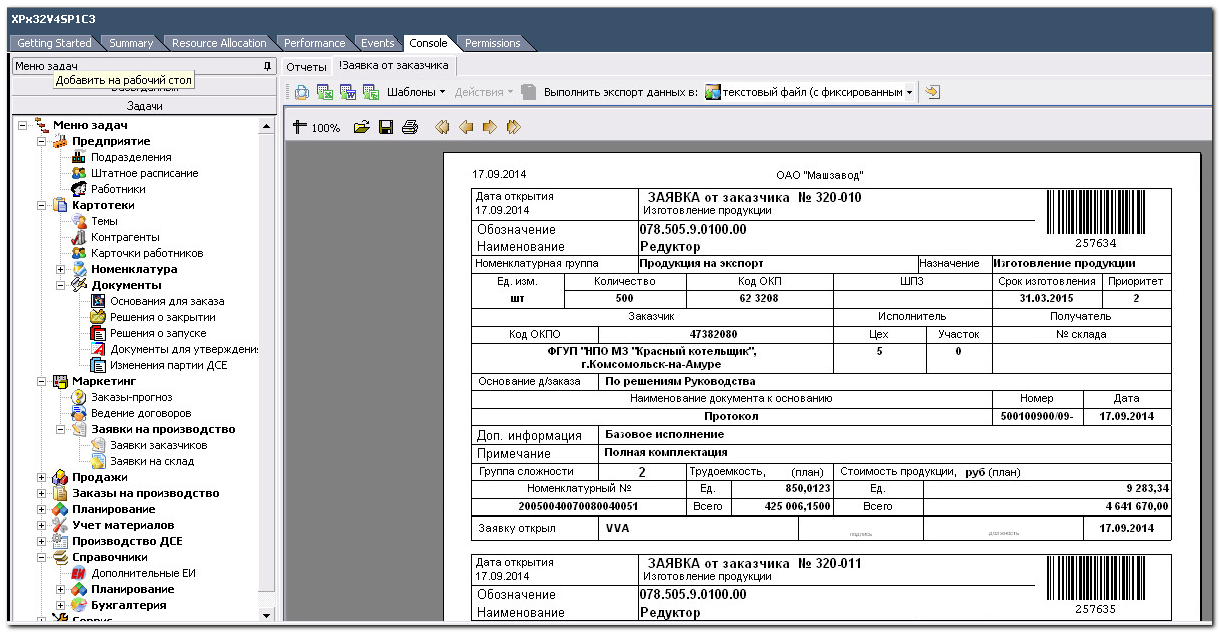 XPx32V4SP1C3
Getting Started Summary Resource Allocation Performance Events Console Permissions
Меню задач
Добавить на рабочий стол
Задачи
Меню задач
Предприятие
Подразделения
Штатное расписание
Работники
Картотеки
Темы
Контрагенты
Карточки работников
Номенклатура
Документы
Основания для заказа
Решения о закрытии
Решения о запуске
Документы для утверждени
Изменения партии ДСЕ
Маркетинг
Заказы-прогноз
Ведение договоров
Заявки на производство
Заявки заказчиков
Заявки на склад
Продажи
Заказы на производство
Планирование
Учет материалов
Производство ДСЕ
Справочники
Дополнительные ЕИ
Планирование
Бухгалтерия
Сервис
Отчеты !Заявка от заказчика
Шаблоны Действия Выполнить экспорт данных в: текстовый файл (с фиксированным
100%
17.09.2014 ОАО "Машзавод"
Дата открытия ЗАЯВКА от заказчика № 320-010
17.09.2014 Изготовление продукции
Обозначение 078.505.9.0100.00
Наименование Редуктор
257634
Номенклатурная группа Продукция на экспорт Назначение Изготовление продукции
Ед. изм. Количество Код ОКП ШПЗ Срок изготовления Приоритет
шт 500 62 3208 31.03.2015 2
Заказчик Исполнитель Получатель
Код ОКПО 47382080 Цех Участок № склада
ФГУП "НПО МЗ "Красный котельщик", 5 0
г.Комсомольск-на-Амуре
Основание д/заказа По решениям Руководства
Наименование документа к основанию Номер Дата
Протокол 500100900/09- 17.09.2014
Доп. информация Базовое исполнение
Примечание Полная комплектация
Группа сложности 2 Трудоемкость, (план) Стоимость продукции, руб (план)
Номенклатурный № Ед. 850,0123 Ед. 9 283,34
20050040070080040051 Всего 425 006,1500 Всего 4 641 670,00
Заявку открыл VVA 17.09.2014
подпись должность
Дата открытия ЗАЯВКА от заказчика № 320-011
17.09.2014 Изготовление продукции
Обозначение 078.505.9.0100.00
Наименование Редуктор
257635